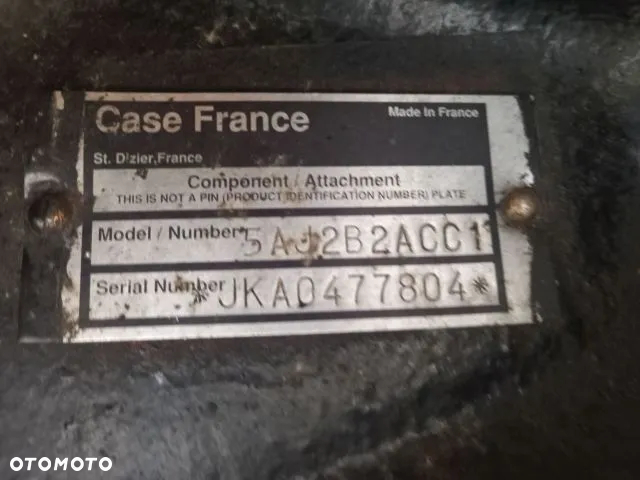 Case France
Made in France
St. Dizier, France
Component / Attachment
THIS IS NOT A PIN (PRODUCT IDENTIFICATION NUMBER) PLATE
Model / Number 5AJ2B2ACC1
Serial Number *JKA0477804*
OTOMOTO